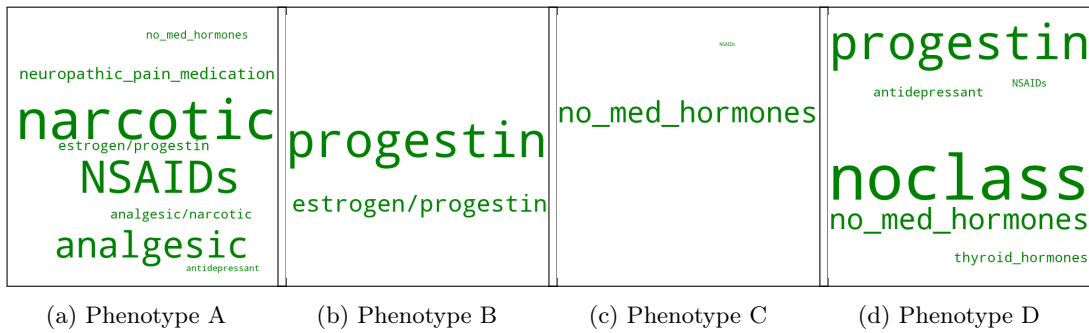 no_med_hormones
neuropathic_pain_medication
narcotic
estrogen/progestin
NSAIDs
analgesic/narcotic
analgesic
antidepressant
(a) Phenotype A
progestin
estrogen/progestin
(b) Phenotype B
NSAIDs
no_med_hormones
(c) Phenotype C
progestin
NSAIDs
antidepressant
noclass
no_med_hormones
thyroid_hormones
(d) Phenotype D